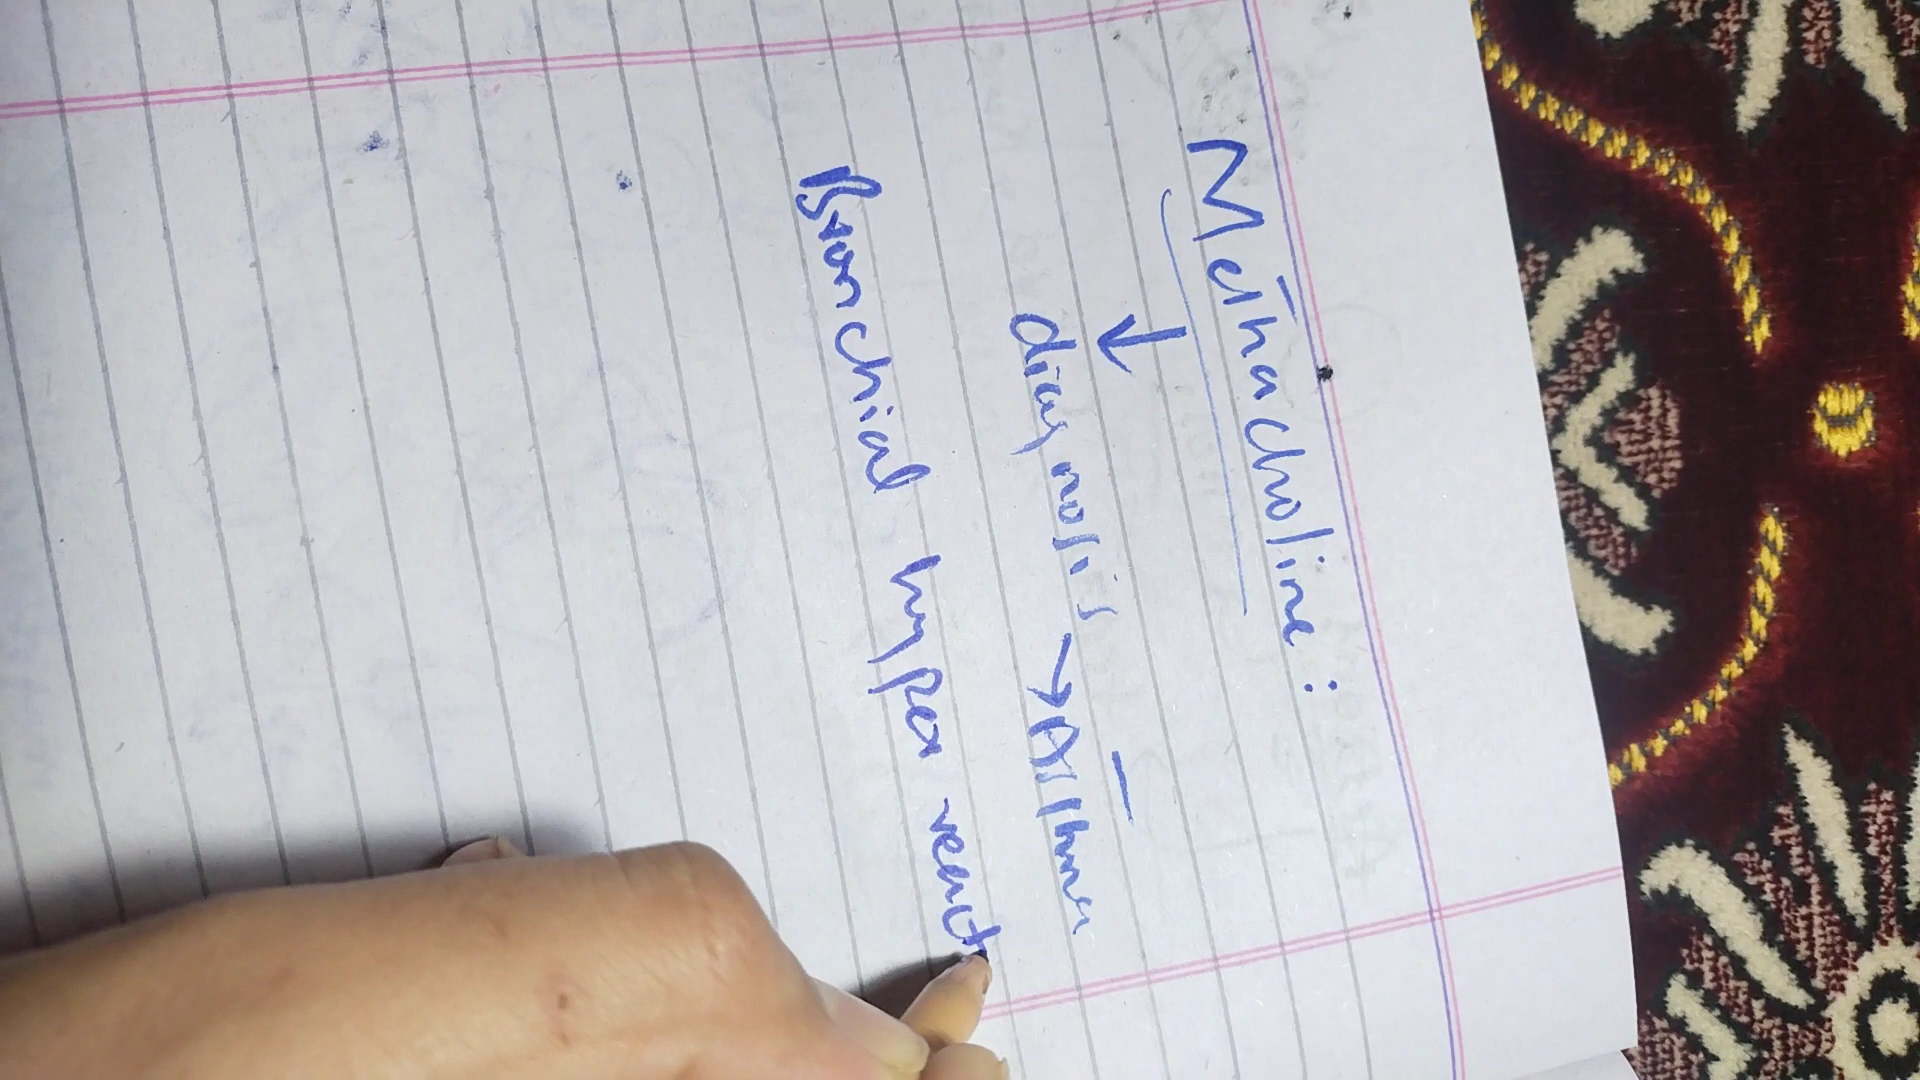 Methacholine:
↓
diagnosis → Asthma
Bronchial hyper react